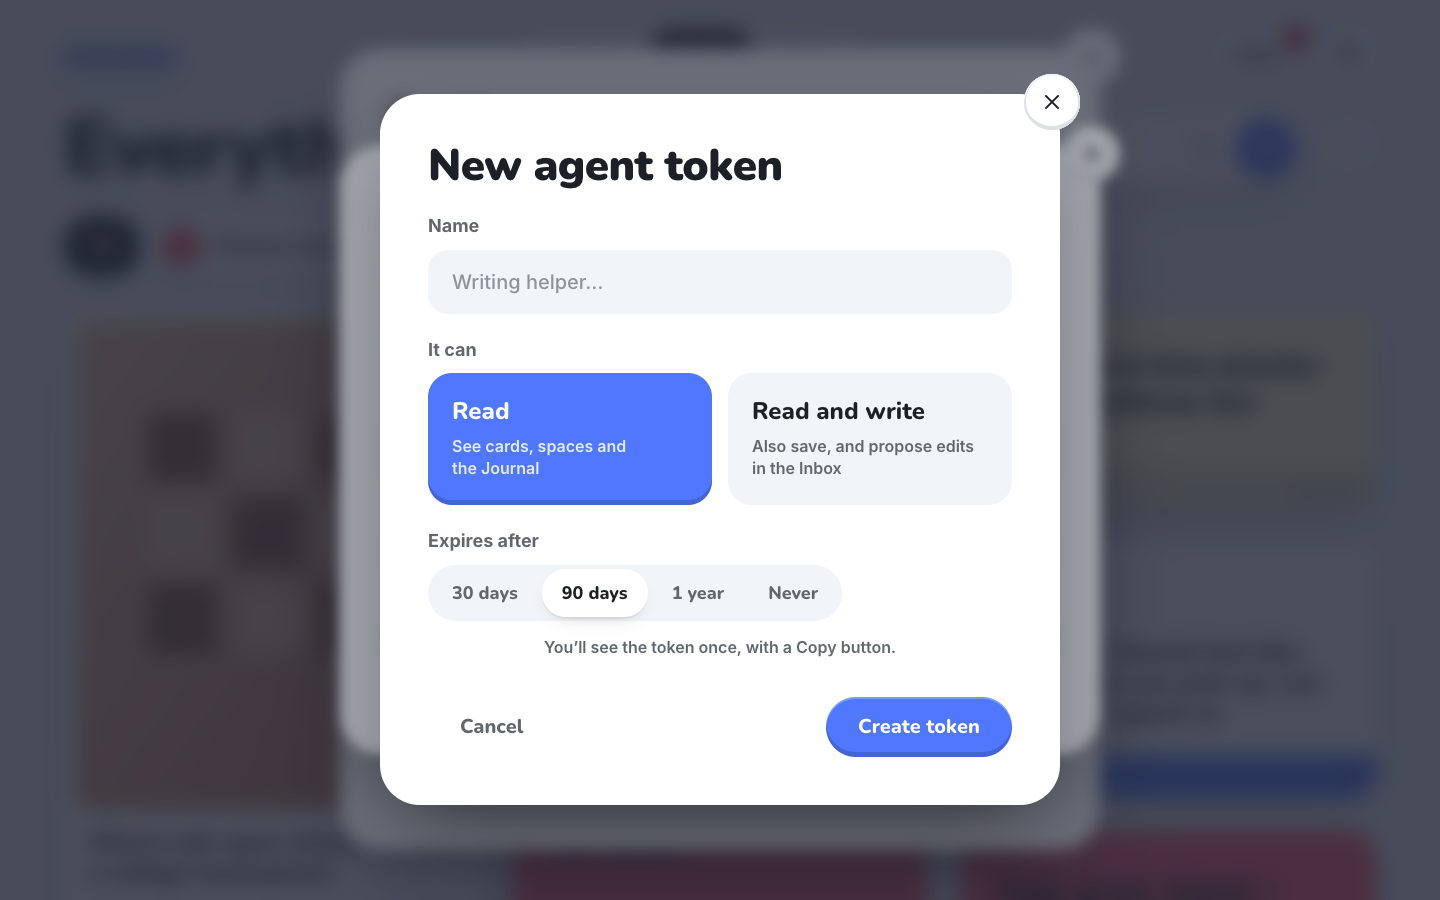 Everyth
New agent token
Name
Writing helper...
It can
Read
See cards, spaces and
the Journal
Read and write
Also save, and propose edits
in the Inbox
Expires after
30 days
90 days
1 year
Never
You’ll see the token once, with a Copy button.
Cancel
Create token